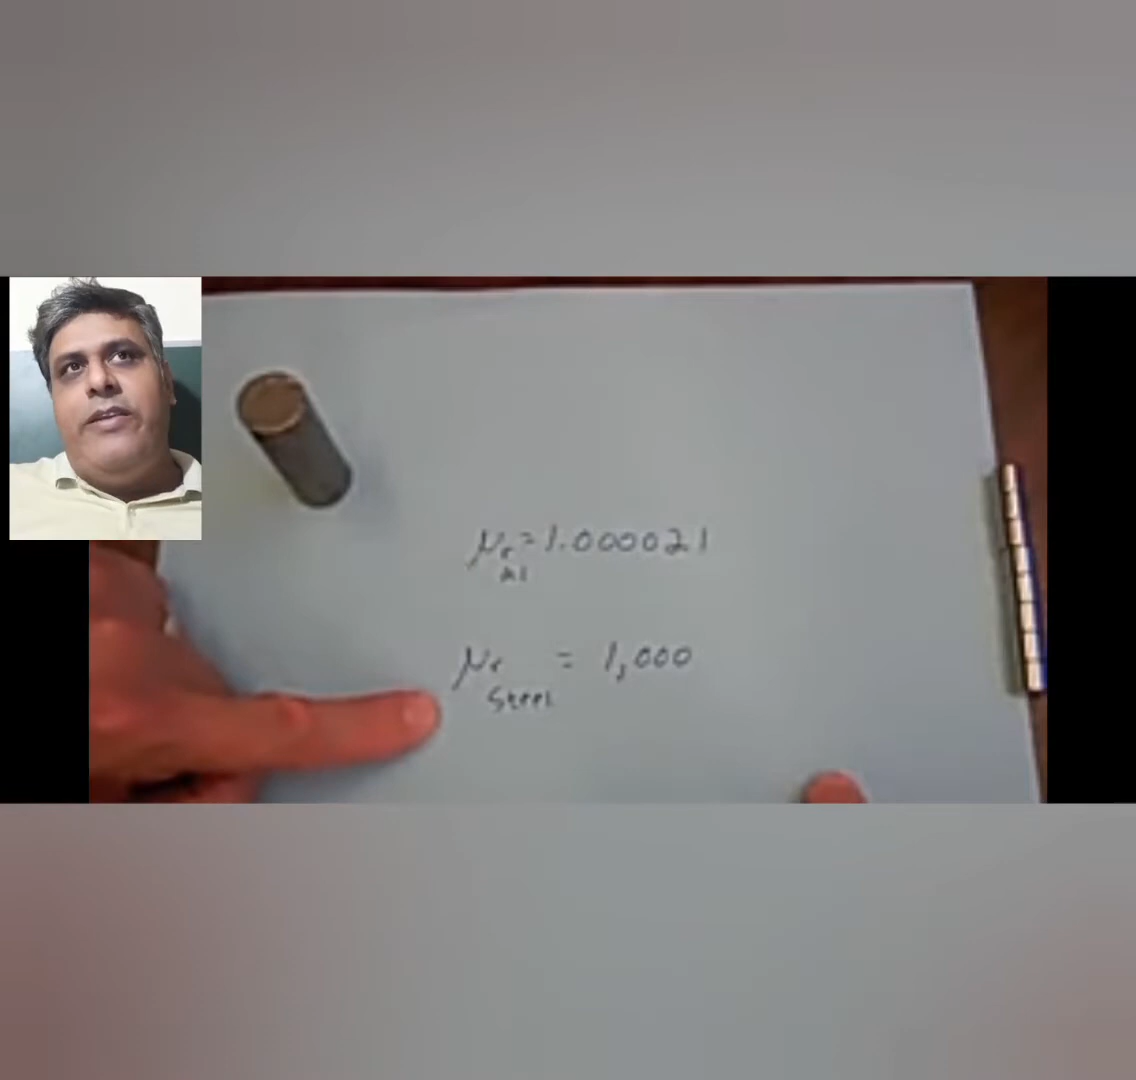 μr = 1.000021
Al
μr = 1,000
Steel